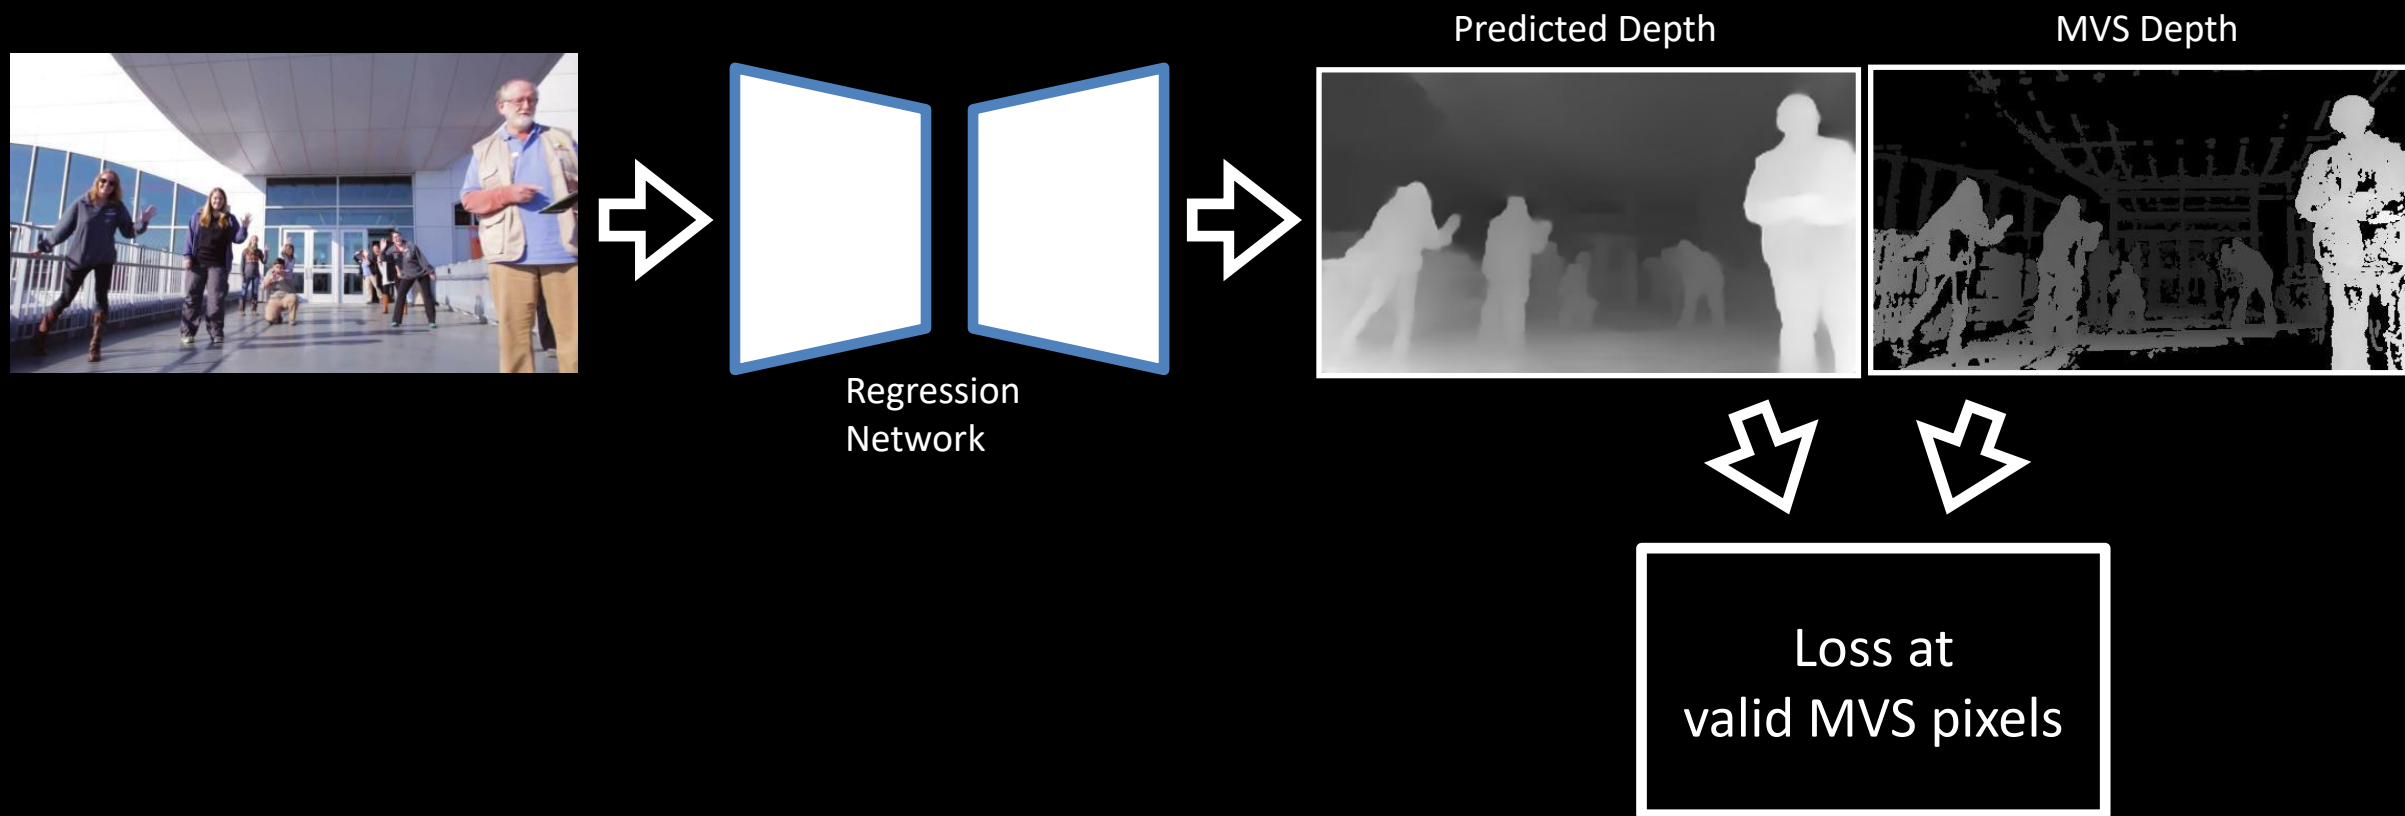 Predicted Depth
MVS Depth
Regression
Network
Loss at
valid MVS pixels